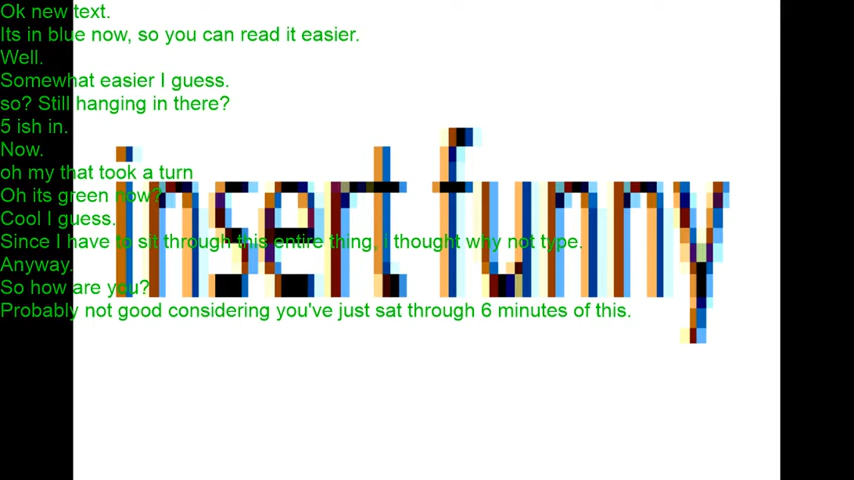 Ok new text.
Its in blue now, so you can read it easier.
Well.
Somewhat easier I guess.
so? Still hanging in there?
5 ish in.
Now.
oh my that took a turn
Oh its green now?
Cool I guess.
Since I have to sit through this entire thing, i thought why not type.
Anyway.
So how are you?
Probably not good considering you've just sat through 6 minutes of this.
insert funny